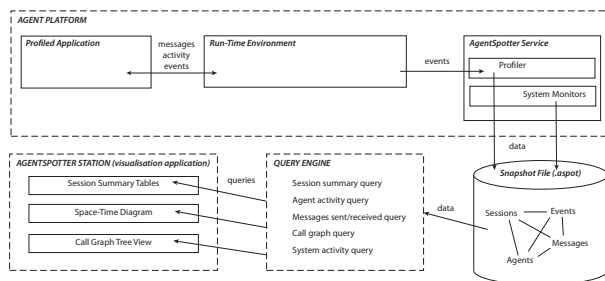 AGENT PLATFORM
Profiled Application
messages
activity
events
Run-Time Environment
events
AgentSpotter Service
Profiler
System Monitors
data
AGENTSPOTTER STATION (visualisation application)
Session Summary Tables
Space-Time Diagram
Call Graph Tree View
queries
QUERY ENGINE
Session summary query
Agent activity query
Messages sent/received query
Call graph query
System activity query
data
Snapshot File (.aspot)
Sessions
Events
Messages
Agents